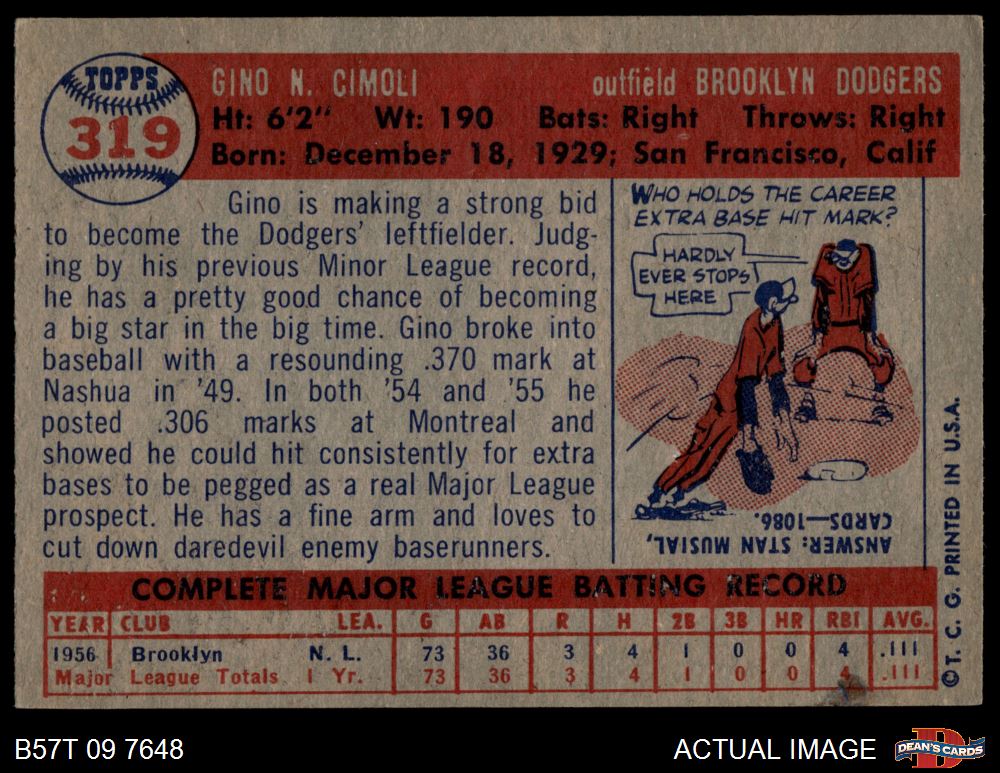 TOPPS
319
GINO N. CIMOLI outfield BROOKLYN DODGERS
Ht: 6'2" Wt: 190 Bats: Right Throws: Right
Born: December 18, 1929; San Francisco, Calif
Gino is making a strong bid
to become the Dodgers' leftfielder. Judg-
ing by his previous Minor League record,
he has a pretty good chance of becoming
a big star in the big time. Gino broke into
baseball with a resounding .370 mark at
Nashua in '49. In both '54 and '55 he
posted .306 marks at Montreal and
showed he could hit consistently for extra
bases to be pegged as a real Major League
prospect. He has a fine arm and loves to
cut down daredevil enemy baserunners.
WHO HOLDS THE CAREER
EXTRA BASE HIT MARK?
HARDLY
EVER STOPS
HERE
ANSWER: STAN MUSIAL,
CARDS—1086.
COMPLETE MAJOR LEAGUE BATTING RECORD
YEAR CLUB LEA. G AB R H 2B 3B HR RBI AVG.
1956 Brooklyn N. L. 73 36 3 4 1 0 0 4 .111
Major League Totals 1 Yr. 73 36 3 4 1 0 0 4 .111
© T. C. G. PRINTED IN U.S.A.
B57T 09 7648
ACTUAL IMAGE
D
DEAN'S CARDS